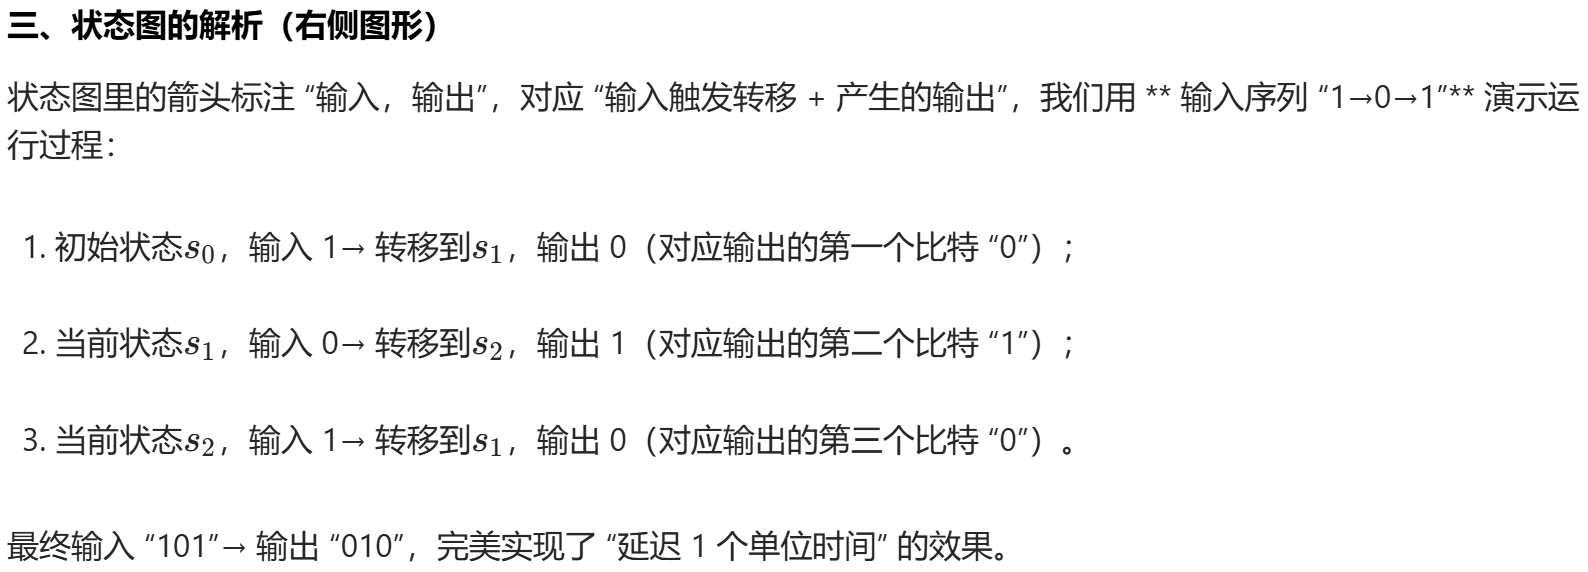 三、状态图的解析（右侧图形）
状态图里的箭头标注 “输入，输出”，对应 “输入触发转移 + 产生的输出”，我们用 ** 输入序列 “1→0→1”** 演示运
行过程：
1. 初始状态s₀，输入 1→ 转移到s₁，输出 0（对应输出的第一个比特 “0”）；
2. 当前状态s₁，输入 0→ 转移到s₂，输出 1（对应输出的第二个比特 “1”）；
3. 当前状态s₂，输入 1→ 转移到s₁，输出 0（对应输出的第三个比特 “0”）。
最终输入 “101”→ 输出 “010”，完美实现了 “延迟 1 个单位时间” 的效果。